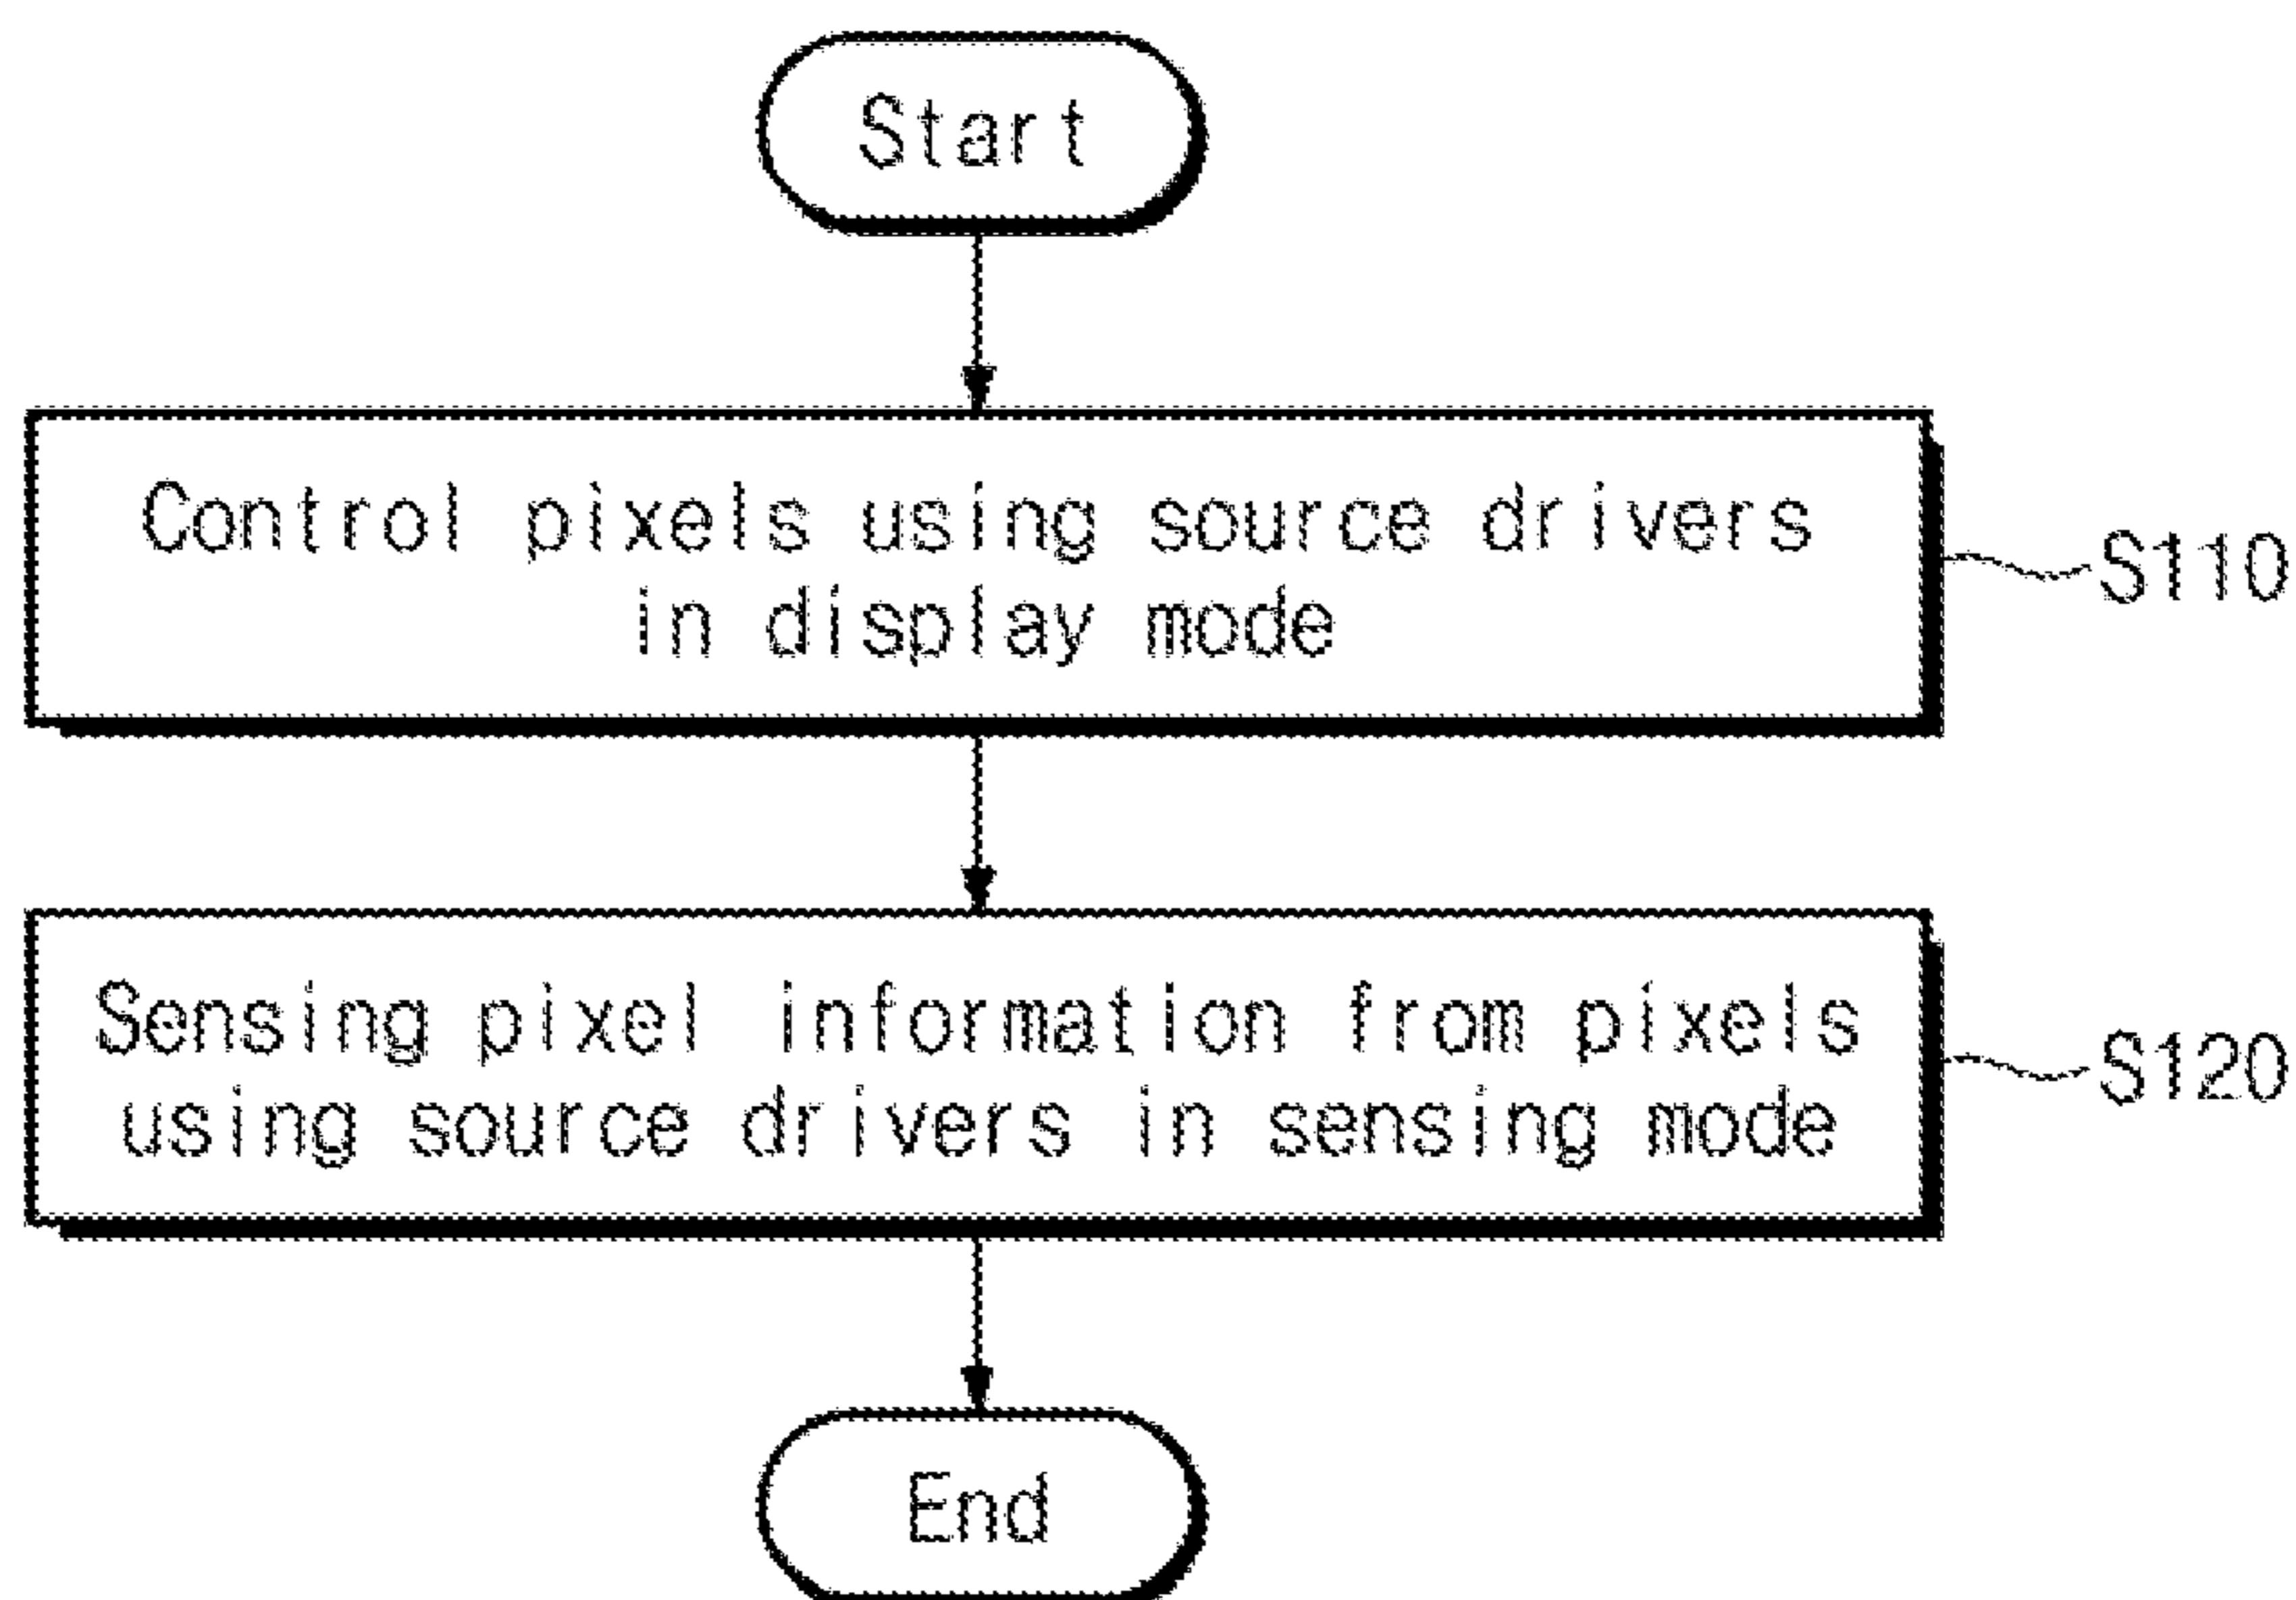 Start
Control pixels using source drivers
in display mode
S110
Sensing pixel information from pixels
using source drivers in sensing mode
S120
End